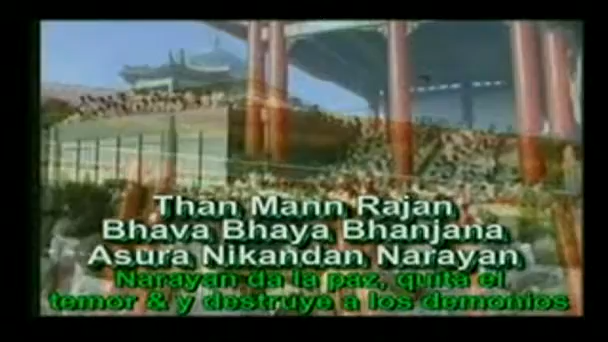 Than Mann Rajan
Bhava Bhaya Bhanjana
Asura Nikandan Narayan
Narayan da la paz, quita el
temor & y destruye a los demonios